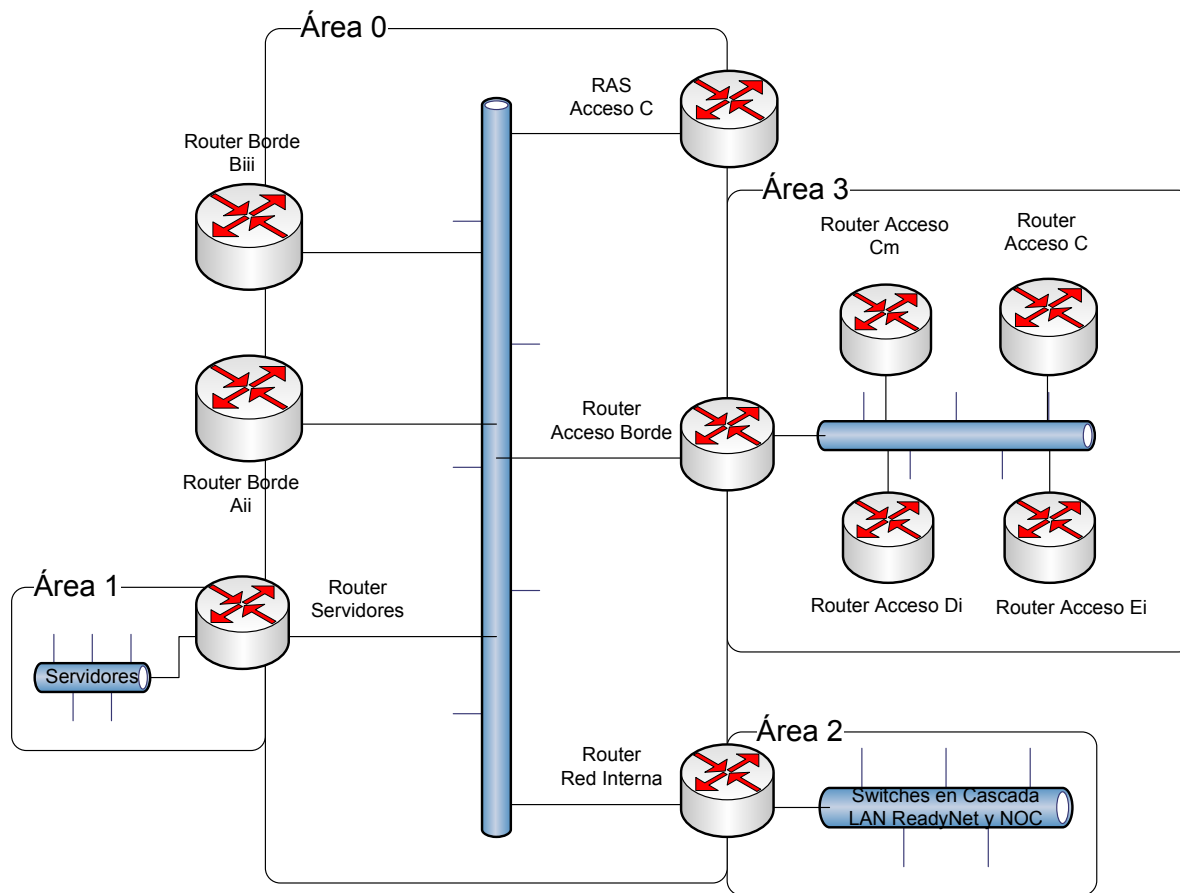 Área 0
RAS
Acceso C
Router Borde
Biii
Área 3
Router Acceso
Cm
Router
Acceso C
Router
Acceso Borde
Router Borde
Aii
Router Acceso Di
Router Acceso Ei
Área 1
Router
Servidores
Servidores
Área 2
Router
Red Interna
Switches en Cascada
LAN ReadyNet y NOC